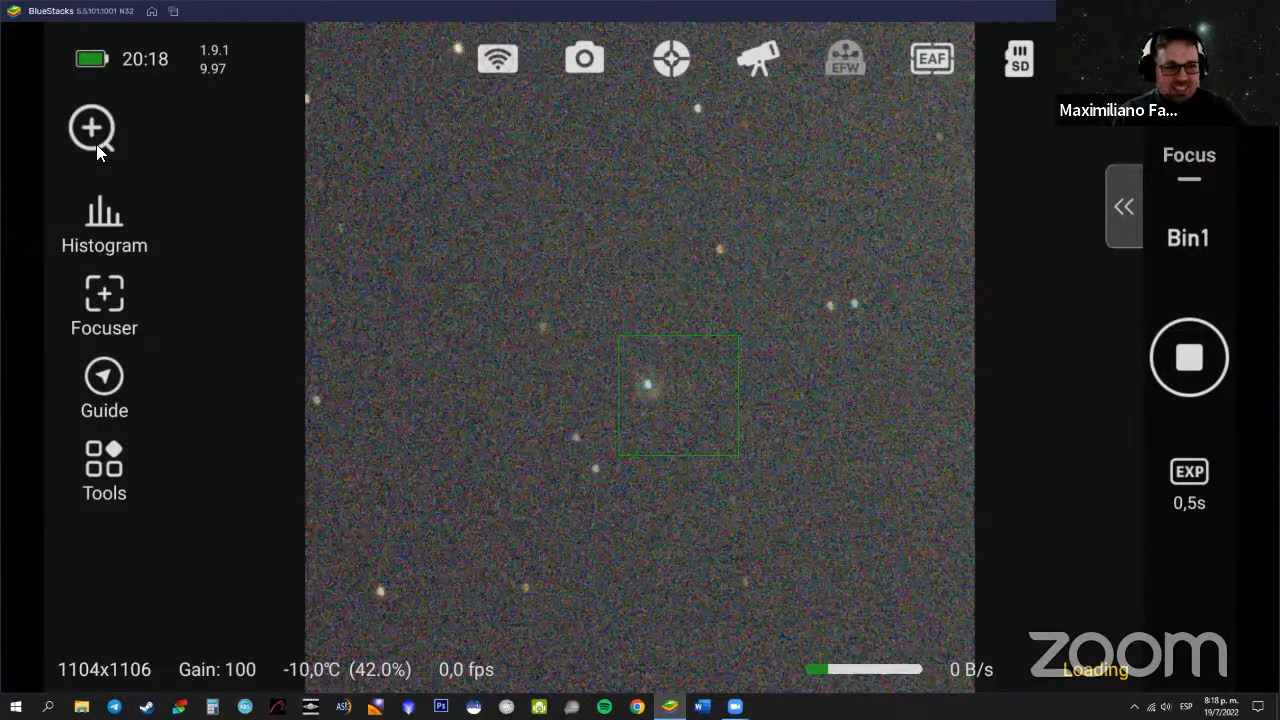 BlueStacks 5.5.101.1001 N32
20:18
1.9.1
9.97
EFW
EAF
SD
Maximiliano Fa...
Histogram
Focuser
Guide
Tools
Focus
Bin1
EXP
0,5s
1104x1106 Gain: 100 -10,0℃ (42.0%) 0,0 fps 0 B/s Loading
zoom
8:18 p. m.
ESP
19/7/2022